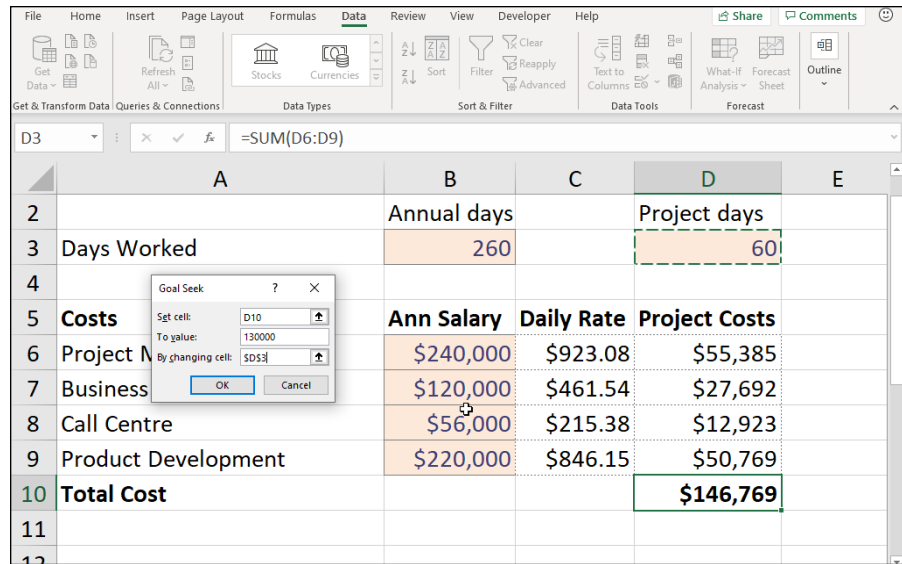 File Home Insert Page Layout Formulas Data Review View Developer Help Share Comments
Get Data
Refresh All
Stocks
Currencies
Sort
Filter
Clear
Reapply
Advanced
Text to Columns
What-If Analysis
Forecast Sheet
Outline
Get & Transform Data Queries & Connections Data Types Sort & Filter Data Tools Forecast
D3 fx =SUM(D6:D9)
A B C D E
2 Annual days Project days
3 Days Worked 260 60
4
Goal Seek ? ×
Set cell: D10
To value: 130000
By changing cell: $D$3
OK Cancel
5 Costs Ann Salary Daily Rate Project Costs
6 Project M $240,000 $923.08 $55,385
7 Business $120,000 $461.54 $27,692
8 Call Centre $56,000 $215.38 $12,923
9 Product Development $220,000 $846.15 $50,769
10 Total Cost $146,769
11
12